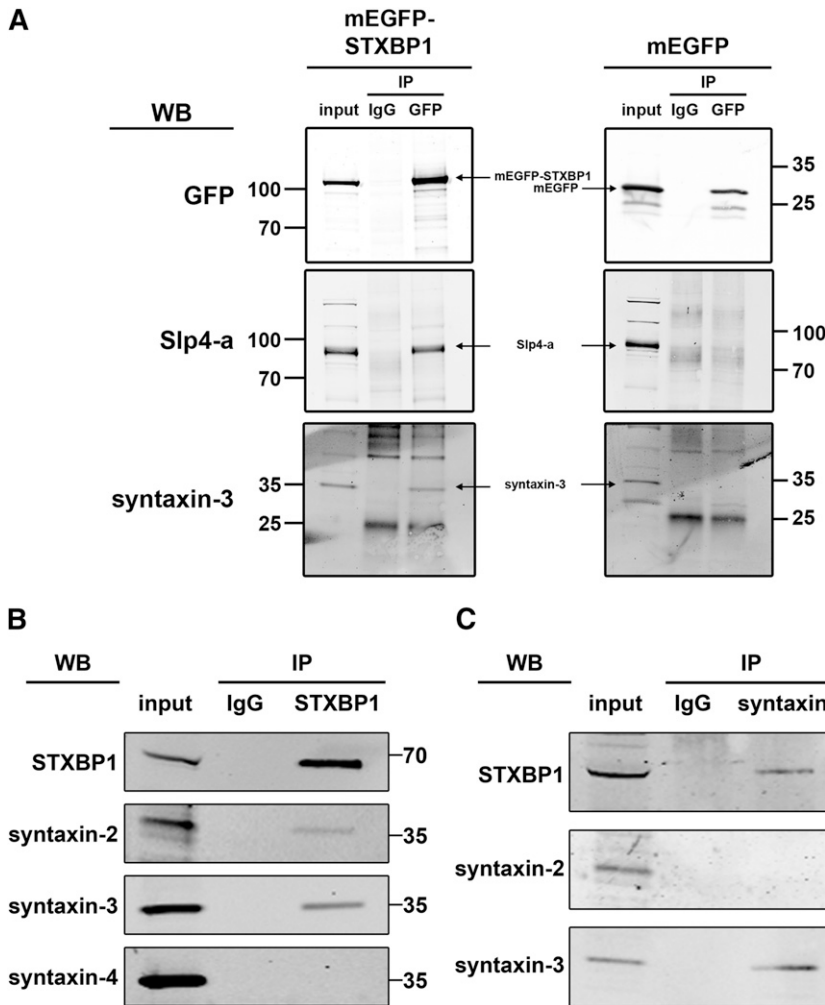 A
mEGFP-
STXBP1
mEGFP
IP
IP
WB
input IgG GFP
input IgG GFP
GFP
100
70
mEGFP-STXBP1
mEGFP
35
25
Slp4-a
100
70
Slp4-a
100
70
syntaxin-3
35
25
syntaxin-3
35
25
B
WB
IP
input IgG STXBP1
STXBP1
70
syntaxin-2
35
syntaxin-3
35
syntaxin-4
35
C
WB
IP
input IgG syntaxin
STXBP1
syntaxin-2
syntaxin-3